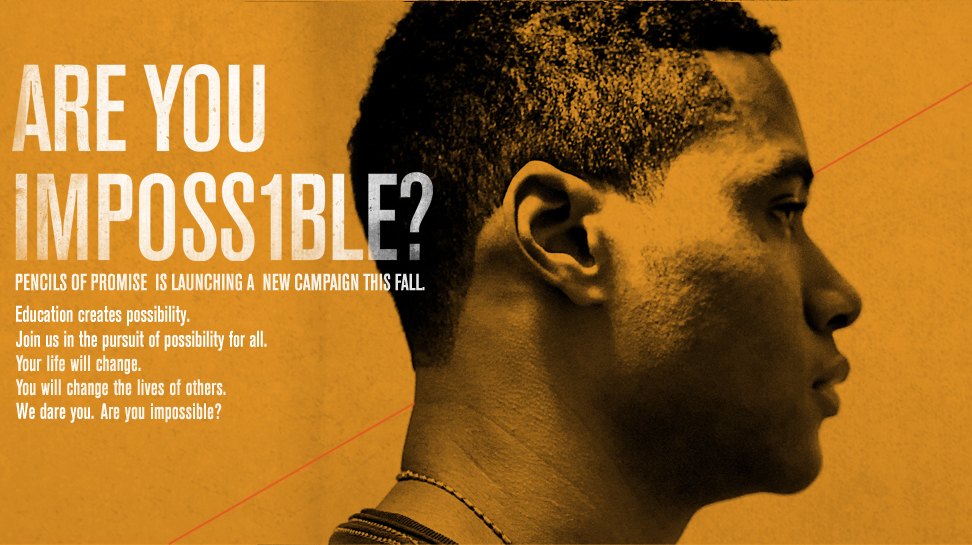 ARE YOU
IMPOSS1BLE?
PENCILS OF PROMISE IS LAUNCHING A NEW CAMPAIGN THIS FALL.
Education creates possibility.
Join us in the pursuit of possibility for all.
Your life will change.
You will change the lives of others.
We dare you. Are you impossible?